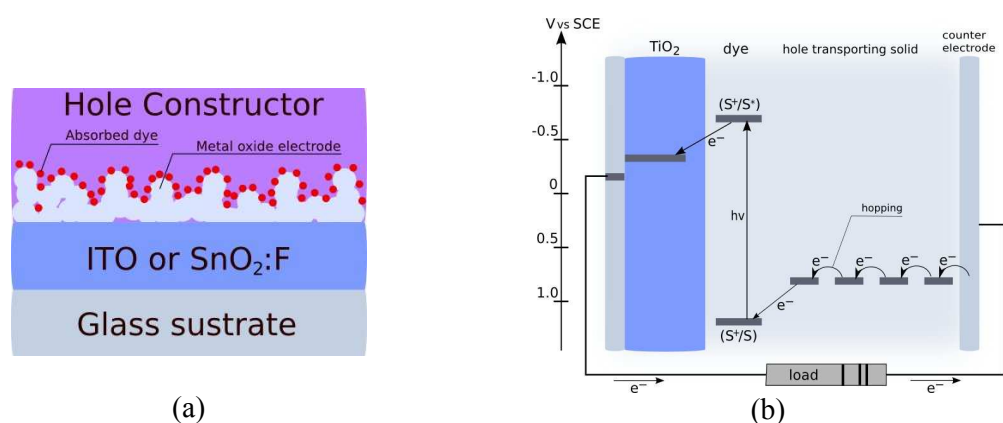 Hole Constructor
Absorbed dye
Metal oxide electrode
ITO or SnO₂:F
Glass sustrate
(a)
V vs SCE
TiO₂
dye
hole transporting solid
counter
electrode
-1.0
-0.5
0
0.5
1.0
(S⁺/S*)
e⁻
hν
hopping
e⁻
e⁻
e⁻
e⁻
e⁻
(S⁺/S)
load
e⁻
e⁻
(b)